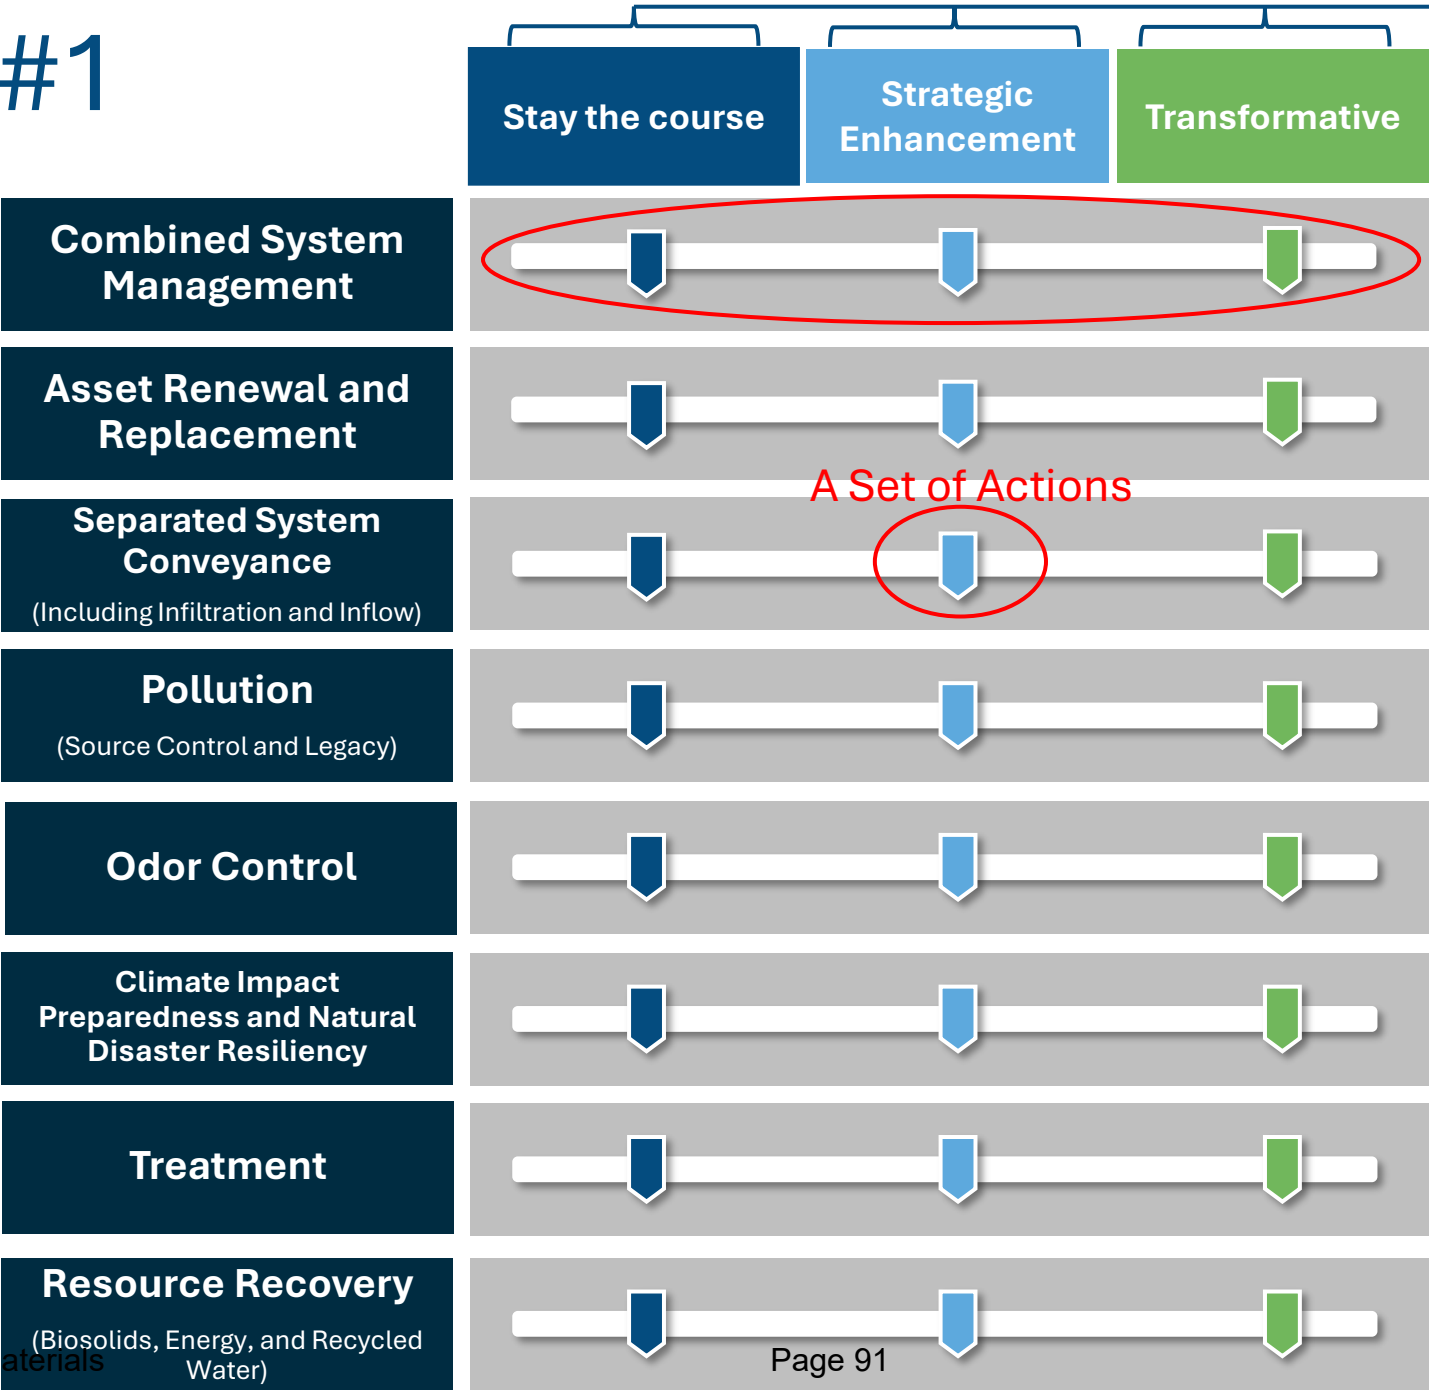 #1
Stay the course
Strategic
Enhancement
Transformative
Combined System
Management
Asset Renewal and
Replacement
A Set of Actions
Separated System
Conveyance
(Including Infiltration and Inflow)
Pollution
(Source Control and Legacy)
Odor Control
Climate Impact
Preparedness and Natural
Disaster Resiliency
Treatment
Resource Recovery
(Biosolids, Energy, and Recycled
Water)
aterials
Page 91